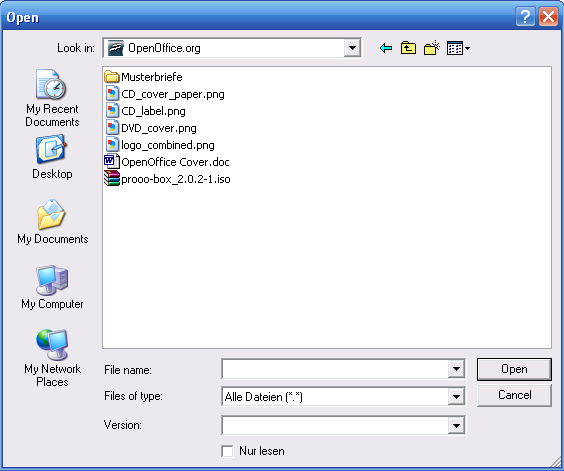 Open
Look in:
OpenOffice.org
My Recent
Documents
Desktop
My Documents
My Computer
My Network
Places
Musterbriefe
CD_cover_paper.png
CD_label.png
DVD_cover.png
logo_combined.png
OpenOffice Cover.doc
prooo-box_2.0.2-1.iso
File name:
Open
Files of type:
Alle Dateien (*.*)
Cancel
Version:
Nur lesen